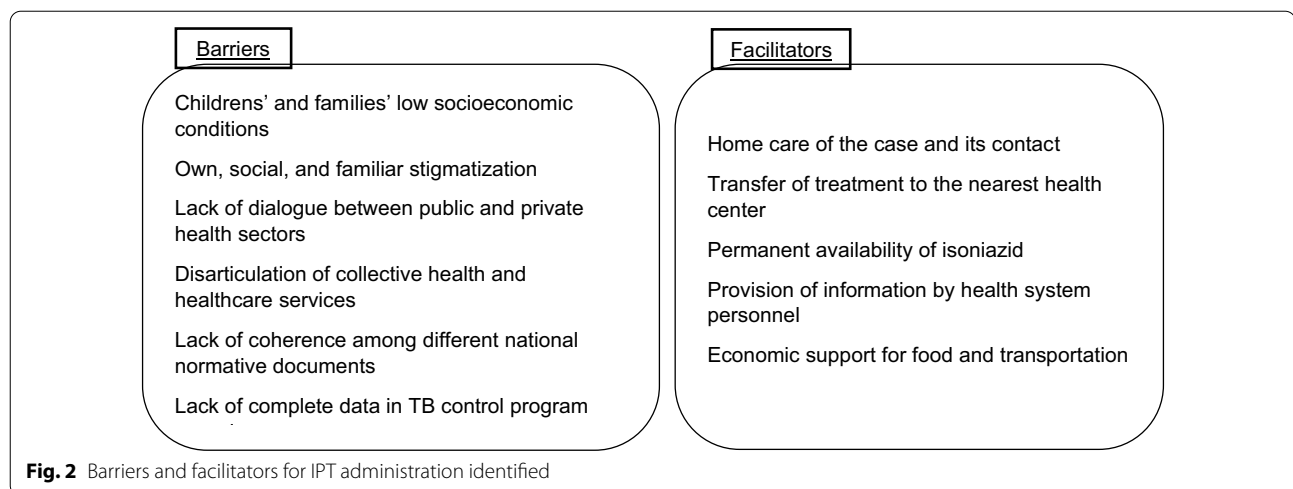 Barriers
Childrens’ and families’ low socioeconomic
conditions
Own, social, and familiar stigmatization
Lack of dialogue between public and private
health sectors
Disarticulation of collective health and
healthcare services
Lack of coherence among different national
normative documents
Lack of complete data in TB control program
Facilitators
Home care of the case and its contact
Transfer of treatment to the nearest health
center
Permanent availability of isoniazid
Provision of information by health system
personnel
Economic support for food and transportation
Fig. 2 Barriers and facilitators for IPT administration identified